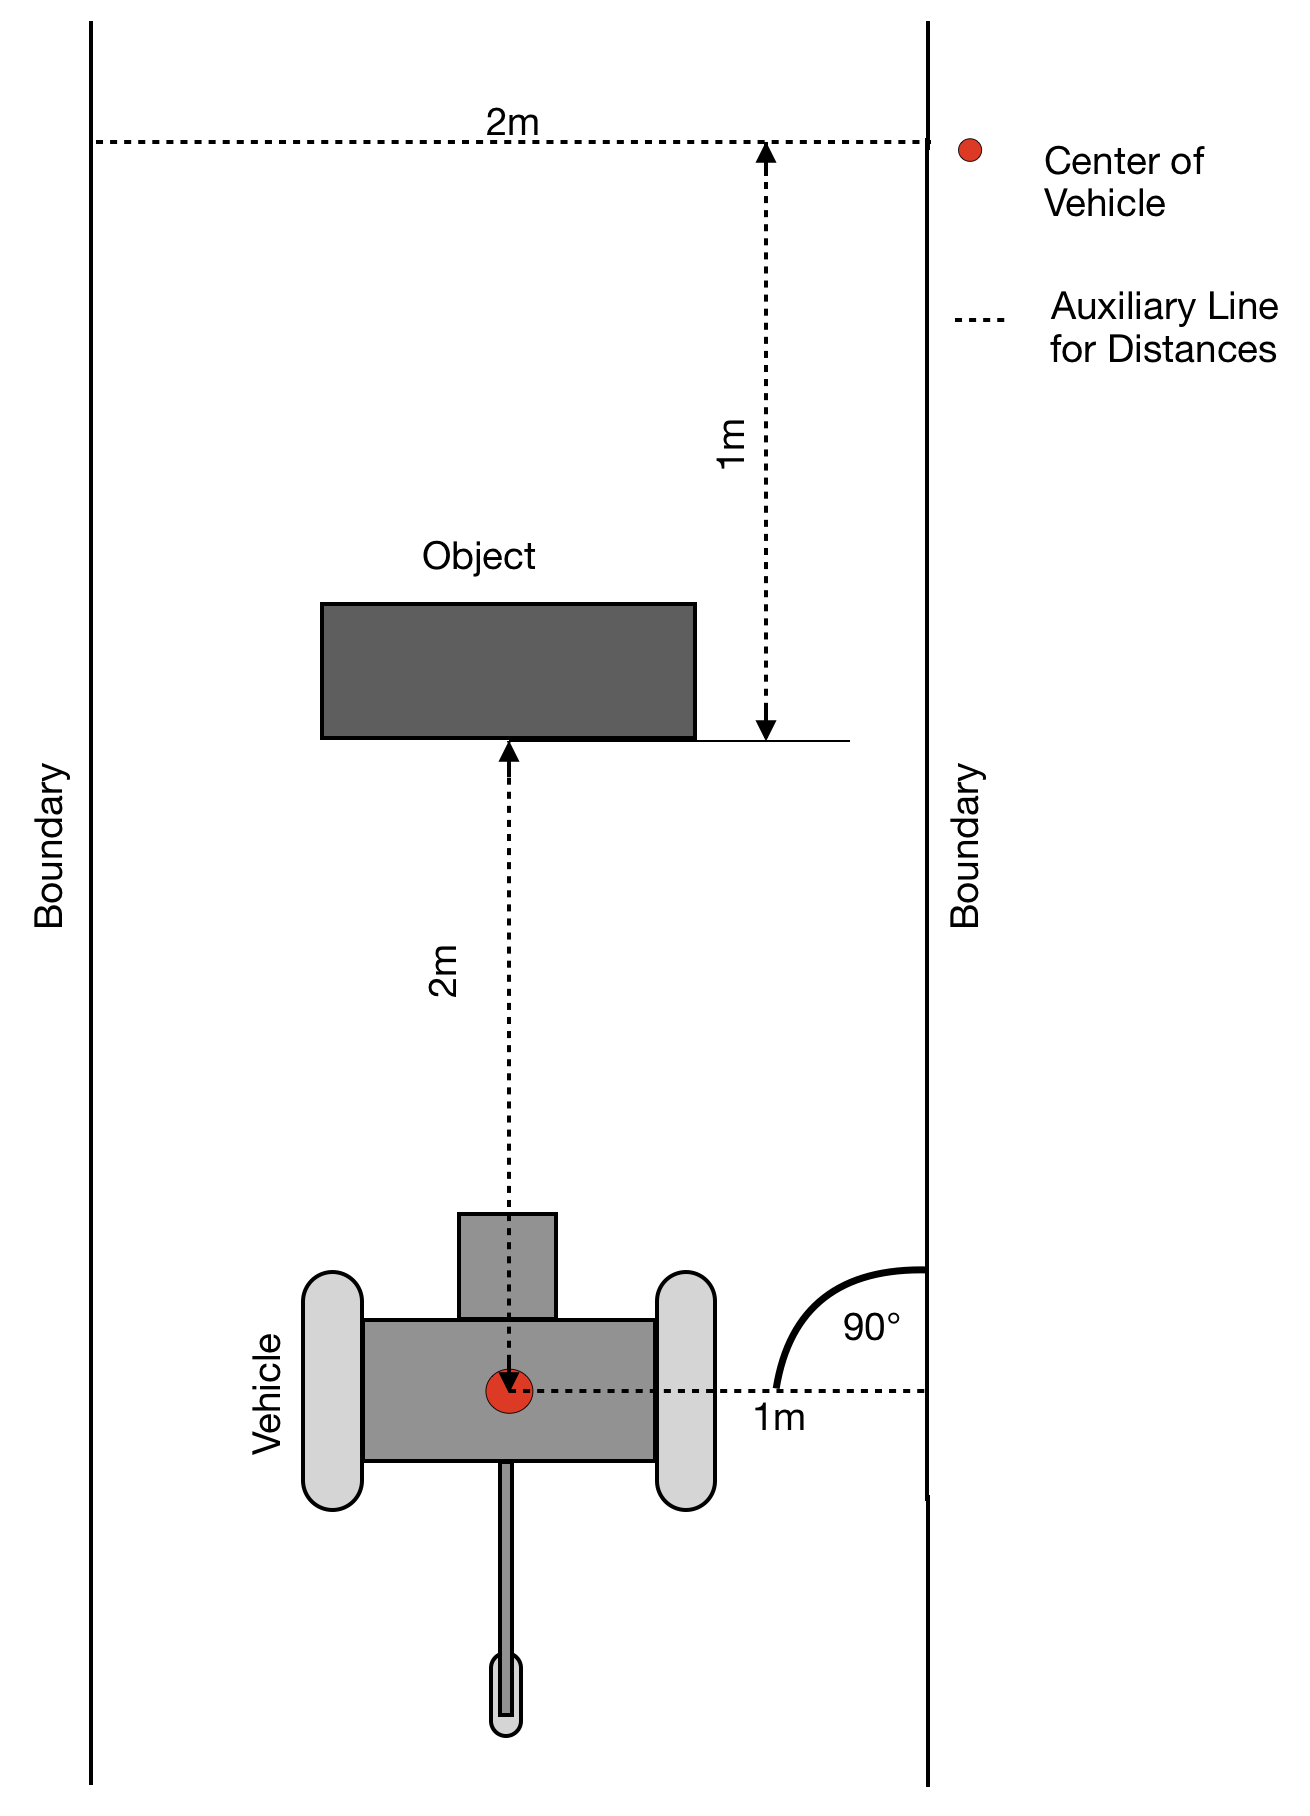 2m
Center of
Vehicle
Auxiliary Line
for Distances
1m
Object
Boundary
Boundary
2m
90°
Vehicle
1m